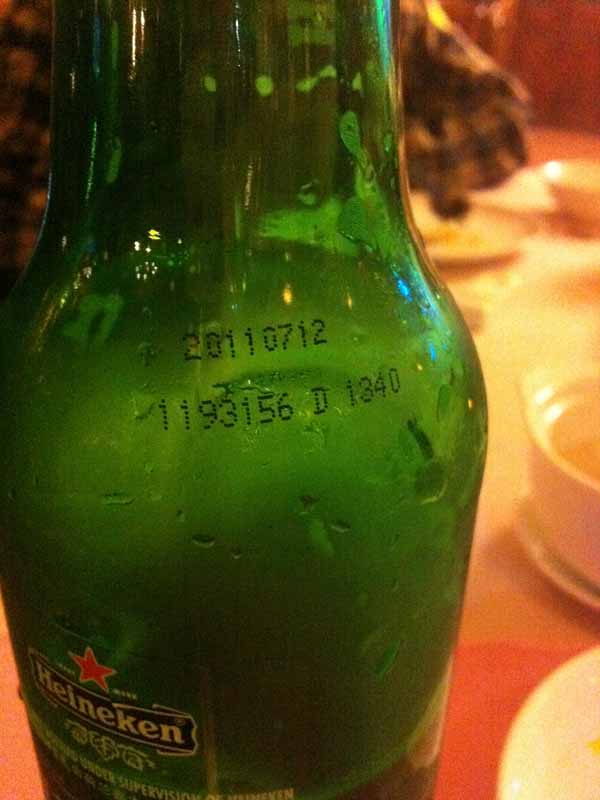 20110712
1193156 D 1340
Heineken
UNDER SUPERVISION OF HEINEKEN